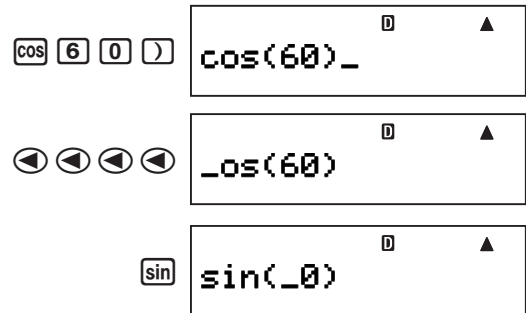 D ▲
cos 6 0 ) cos(60)_
D ▲
◀ ◀ ◀ ◀ _os(60)
D ▲
sin sin(_0)